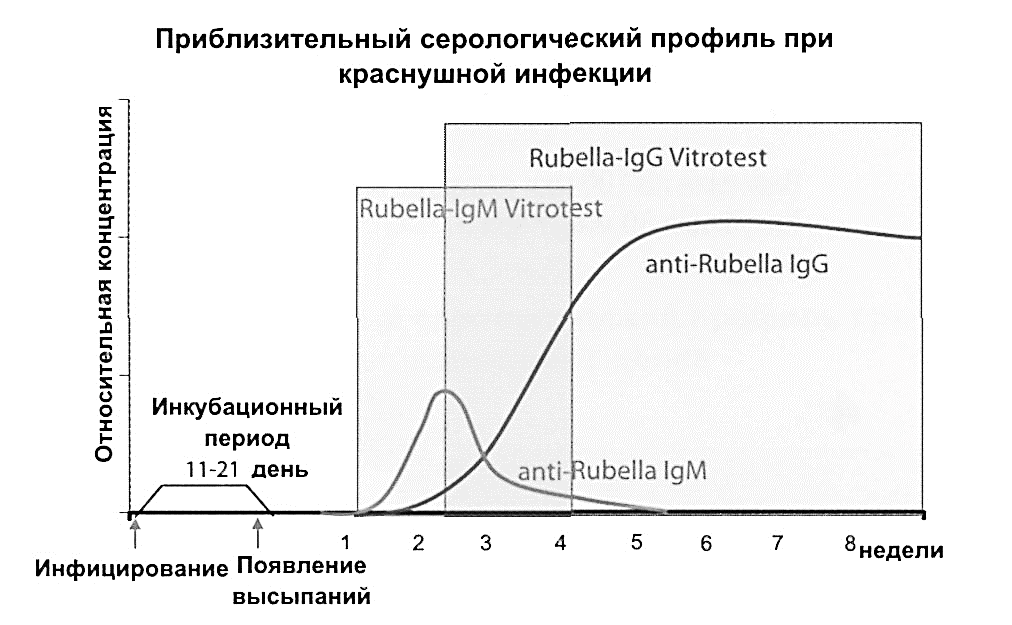 Приблизительный серологический профиль при
краснушной инфекции
Относительная концентрация
Rubella-IgG Vitrotest
Rubella-IgM Vitrotest
anti-Rubella IgG
Инкубационный
период
11-21 день
anti-Rubella IgM
1 2 3 4 5 6 7 8 недели
Инфицирование
Появление
высыпаний